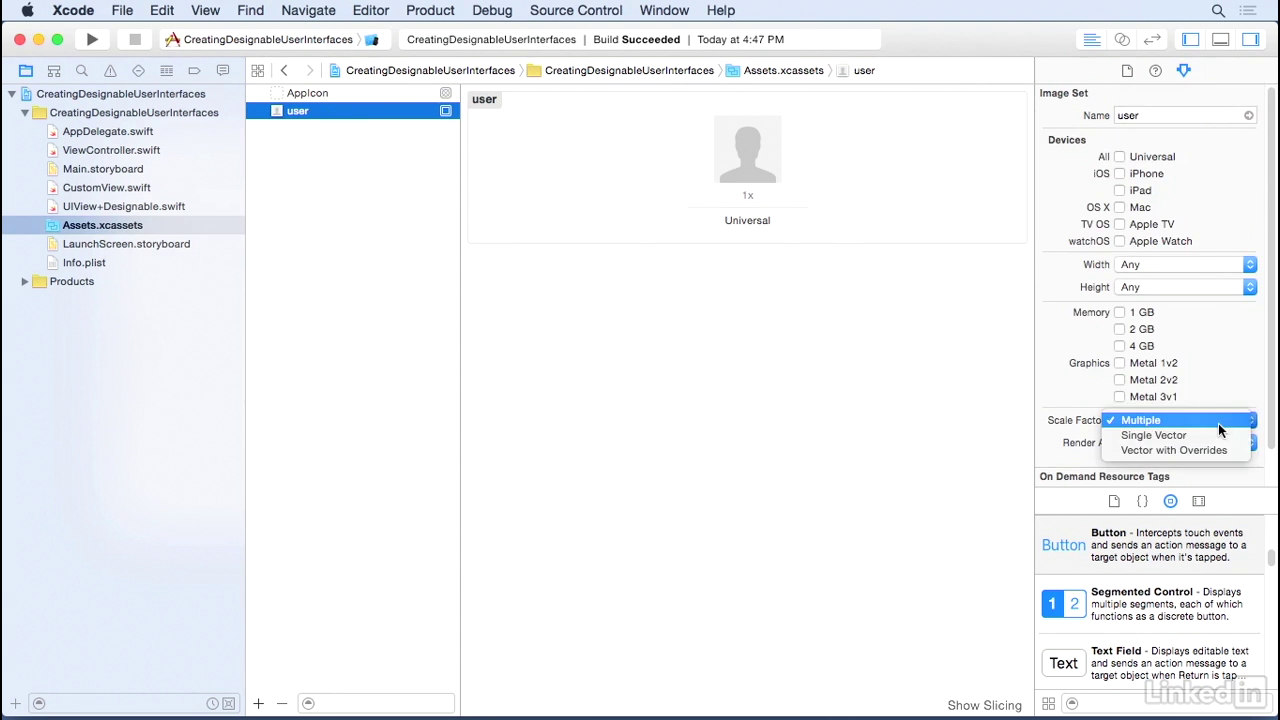 Xcode File Edit View Find Navigate Editor Product Debug Source Control Window Help
CreatingDesignableUserInterfaces
CreatingDesignableUserInterfaces | Build Succeeded | Today at 4:47 PM
CreatingDesignableUserInterfaces
CreatingDesignableUserInterfaces
AppDelegate.swift
ViewController.swift
Main.storyboard
CustomView.swift
UIView+Designable.swift
Assets.xcassets
LaunchScreen.storyboard
Info.plist
Products
AppIcon
user
CreatingDesignableUserInterfaces CreatingDesignableUserInterfaces Assets.xcassets user
user
1x
Universal
Show Slicing
Image Set
Name user
Devices
All Universal
iOS iPhone
iPad
OS X Mac
TV OS Apple TV
watchOS Apple Watch
Width Any
Height Any
Memory 1 GB
2 GB
4 GB
Graphics Metal 1v2
Metal 2v2
Metal 3v1
Scale Facto Multiple
Single Vector
Render A Vector with Overrides
On Demand Resource Tags
Button
Button - Intercepts touch events
and sends an action message to a
target object when it's tapped.
1 2
Segmented Control - Displays
multiple segments, each of which
functions as a discrete button.
Text
Text Field - Displays editable text
and sends an action message to a
target object when Return is tap...
Linked in